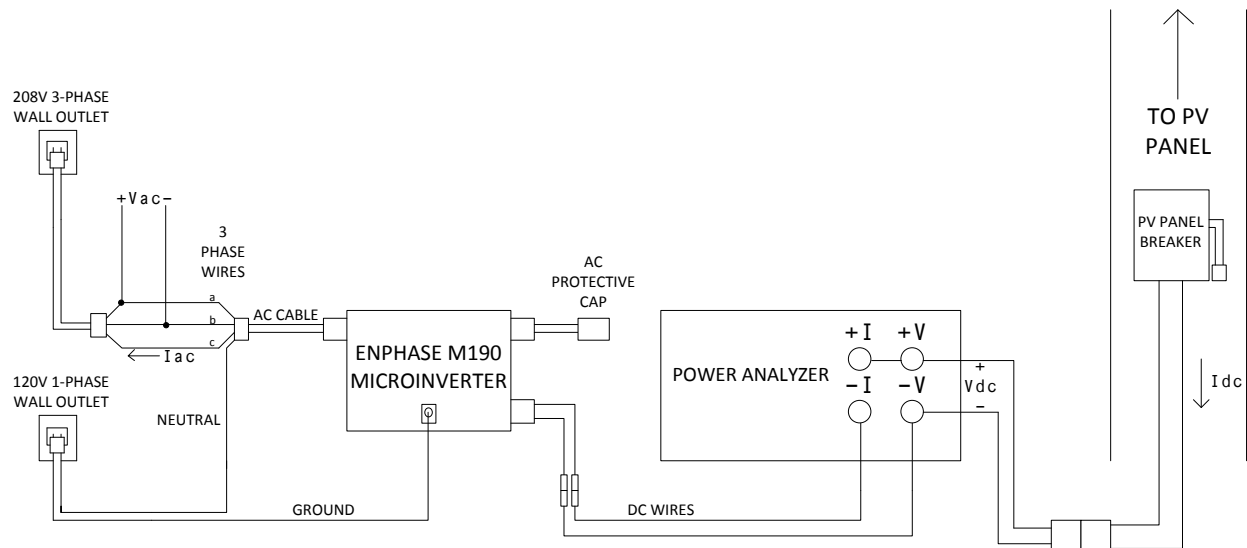 208V 3-PHASE
WALL OUTLET
+Vac-
3
PHASE
WIRES
a
b
c
Iac
AC CABLE
NEUTRAL
120V 1-PHASE
WALL OUTLET
GROUND
ENPHASE M190
MICROINVERTER
AC
PROTECTIVE
CAP
DC WIRES
POWER ANALYZER
+I +V
-I -V
+
Vdc
-
TO PV
PANEL
PV PANEL
BREAKER
Idc